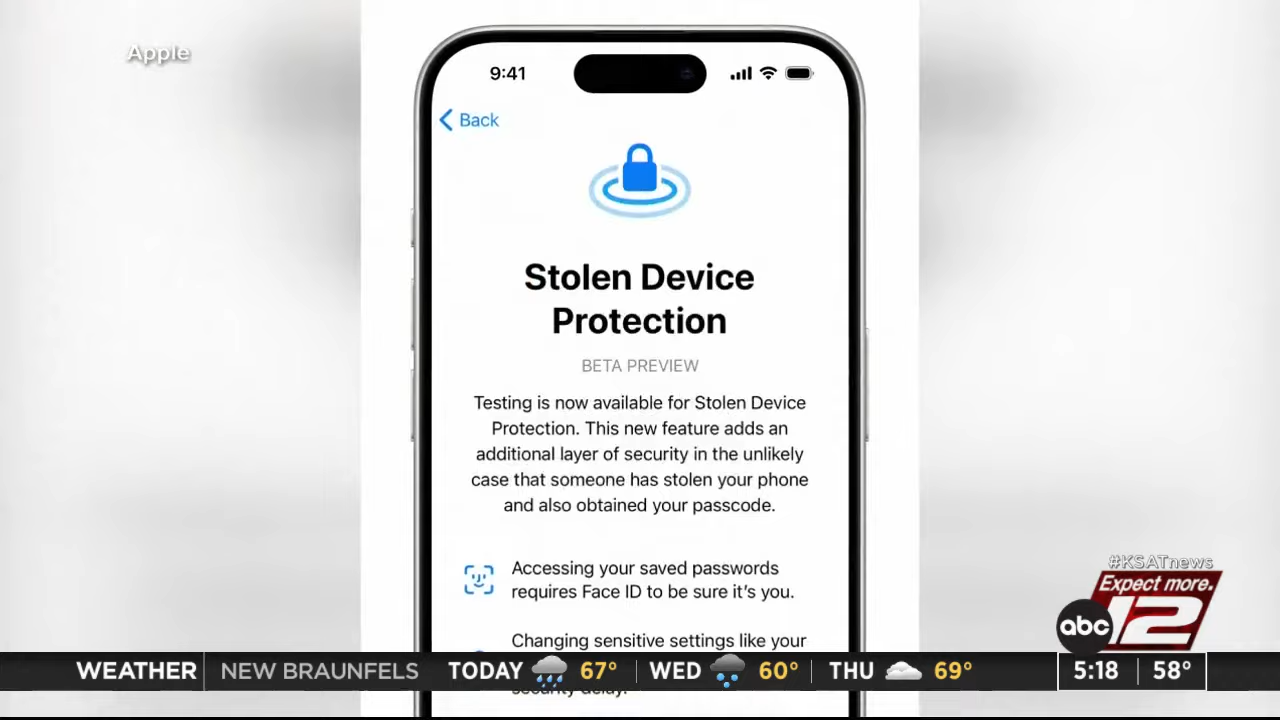 Apple
9:41
Back
Stolen Device
Protection
BETA PREVIEW
Testing is now available for Stolen Device
Protection. This new feature adds an
additional layer of security in the unlikely
case that someone has stolen your phone
and also obtained your passcode.
Accessing your saved passwords
requires Face ID to be sure it's you.
Changing sensitive settings like your
security delay.
#KSATnews
Expect more.
abc 12
WEATHER NEW BRAUNFELS TODAY 67° WED 60° THU 69° 5:18 58°